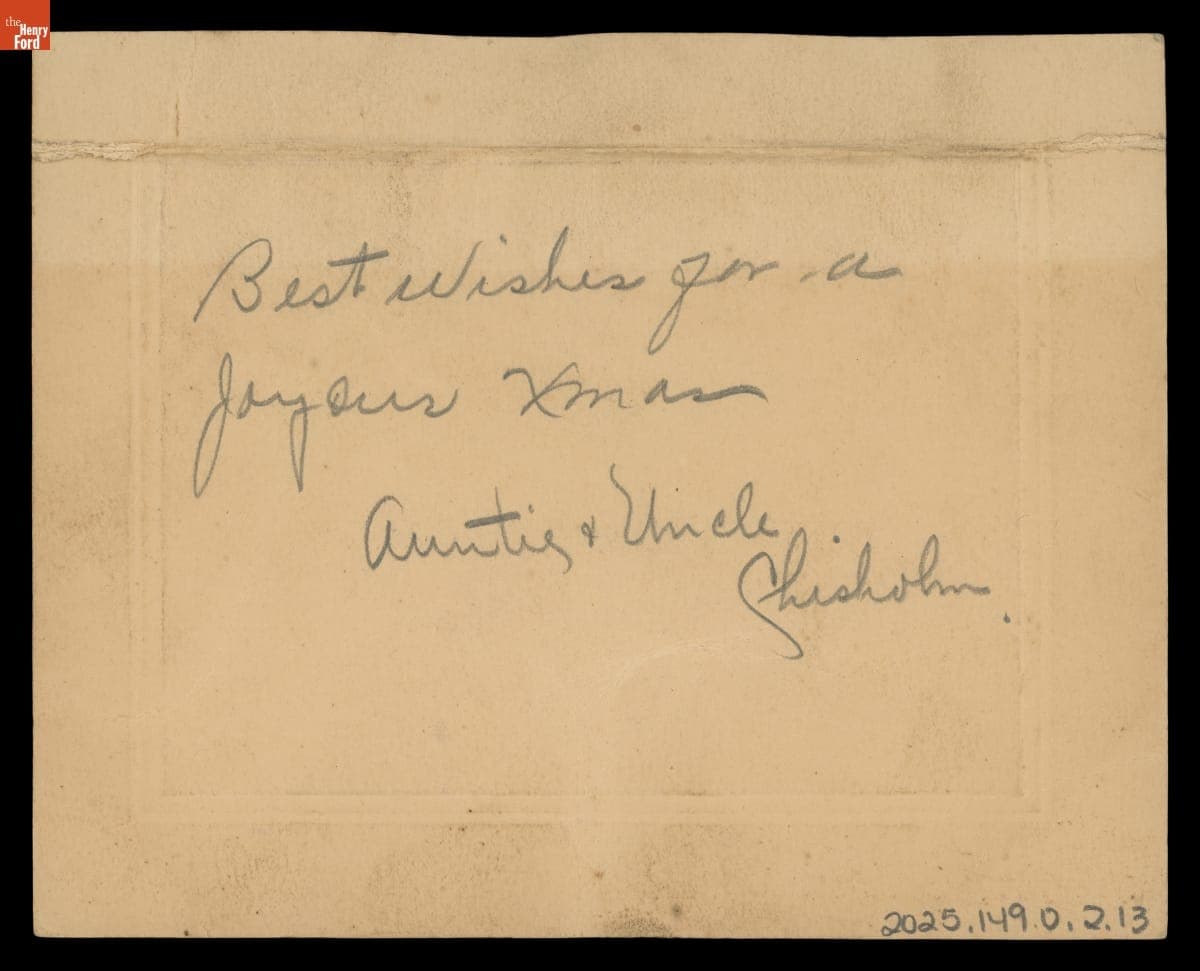 the
Henry
Ford
Best Wishes for a
Joyous Xmas
Auntie & Uncle
Chisholm.
2025.149.0.2.13